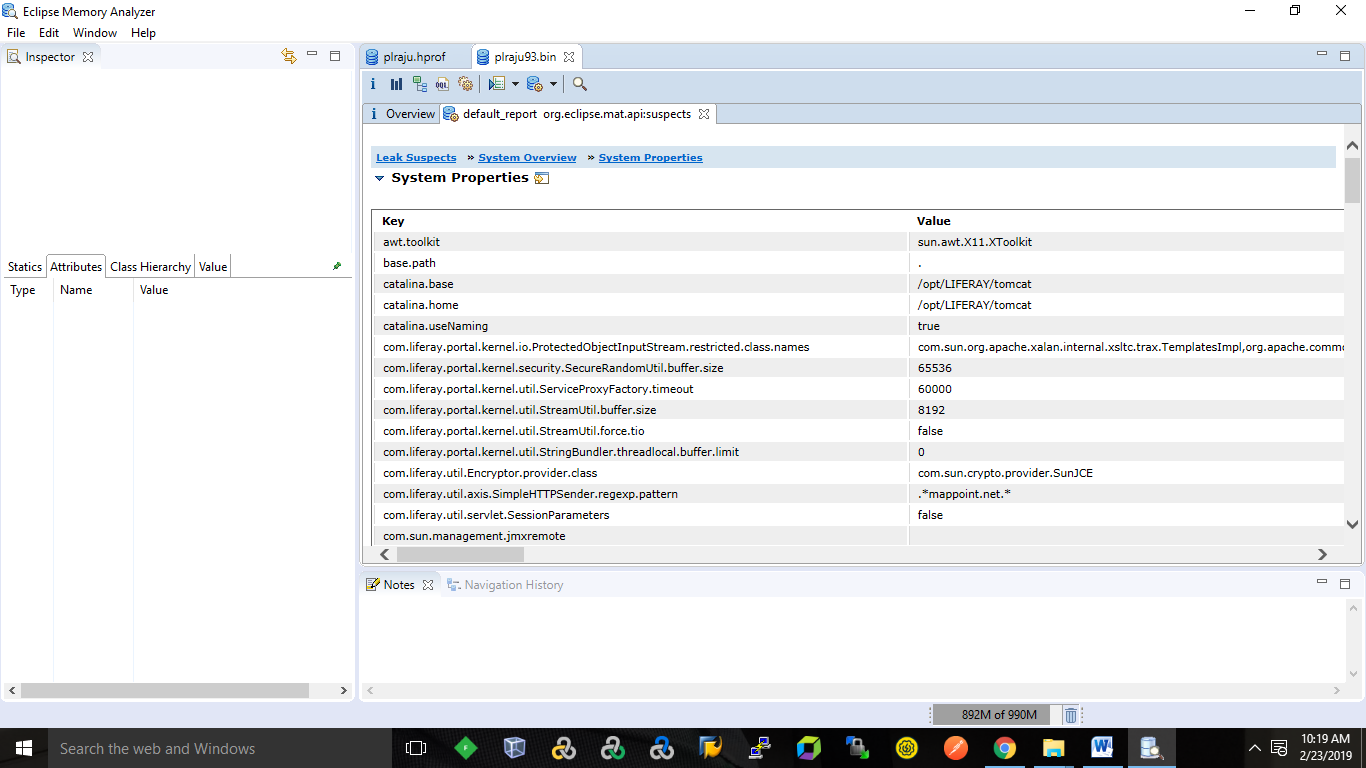 Eclipse Memory Analyzer
File Edit Window Help
Inspector
Statics Attributes Class Hierarchy Value
Type Name Value
plraju.hprof plraju93.bin
i OQL
i Overview default_report org.eclipse.mat.api:suspects
Leak Suspects » System Overview » System Properties
System Properties
Key Value
awt.toolkit sun.awt.X11.XToolkit
base.path .
catalina.base /opt/LIFERAY/tomcat
catalina.home /opt/LIFERAY/tomcat
catalina.useNaming true
com.liferay.portal.kernel.io.ProtectedObjectInputStream.restricted.class.names com.sun.org.apache.xalan.internal.xsltc.trax.TemplatesImpl,org.apache.commo
com.liferay.portal.kernel.security.SecureRandomUtil.buffer.size 65536
com.liferay.portal.kernel.util.ServiceProxyFactory.timeout 60000
com.liferay.portal.kernel.util.StreamUtil.buffer.size 8192
com.liferay.portal.kernel.util.StreamUtil.force.tio false
com.liferay.portal.kernel.util.StringBundler.threadlocal.buffer.limit 0
com.liferay.util.Encryptor.provider.class com.sun.crypto.provider.SunJCE
com.liferay.util.axis.SimpleHTTPSender.regexp.pattern .*mappoint.net.*
com.liferay.util.servlet.SessionParameters false
com.sun.management.jmxremote
Notes Navigation History
892M of 990M
Search the web and Windows
10:19 AM
2/23/2019